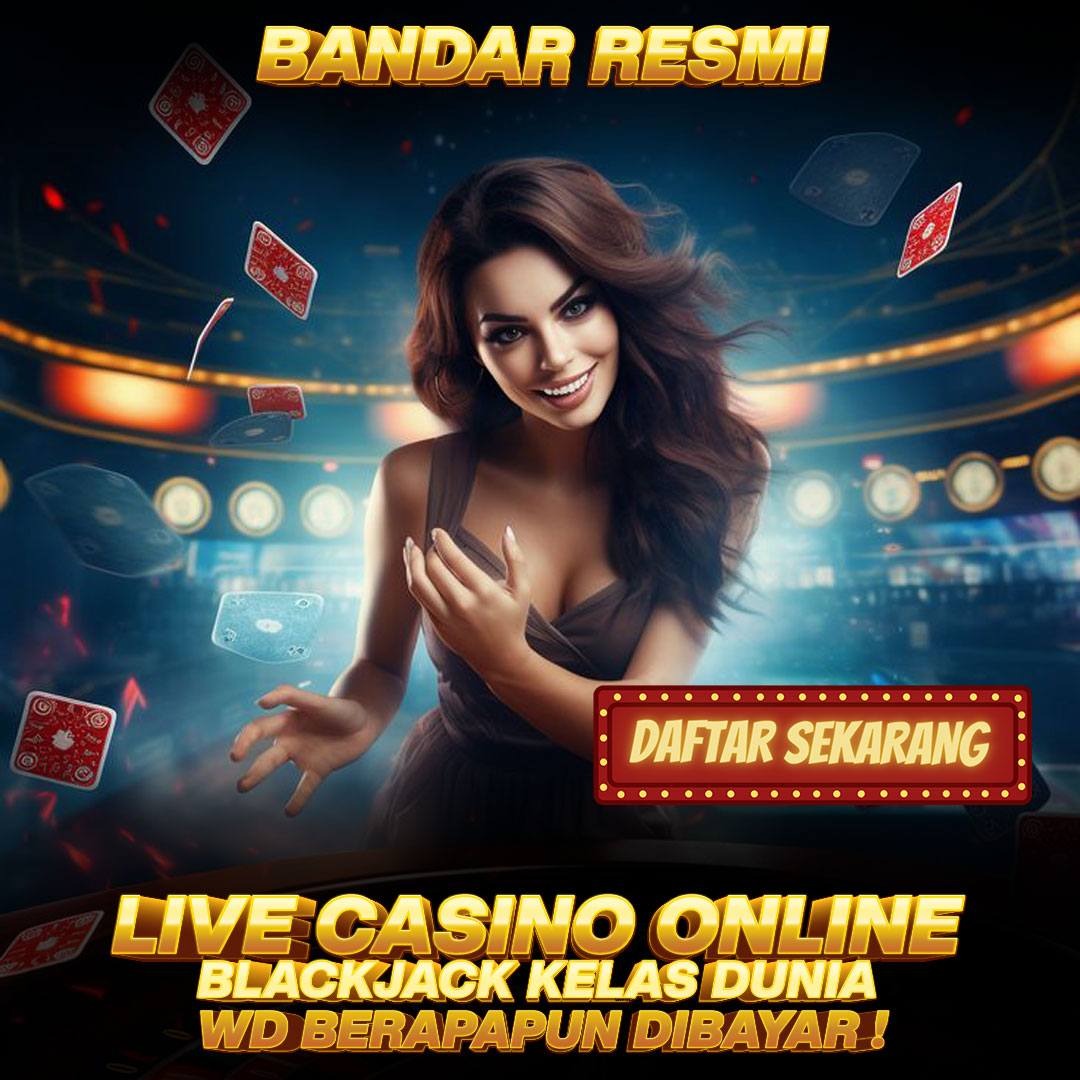 BANDAR RESMI
DAFTAR SEKARANG
LIVE CASINO ONLINE
BLACKJACK KELAS DUNIA
WD BERAPAPUN DIBAYAR !